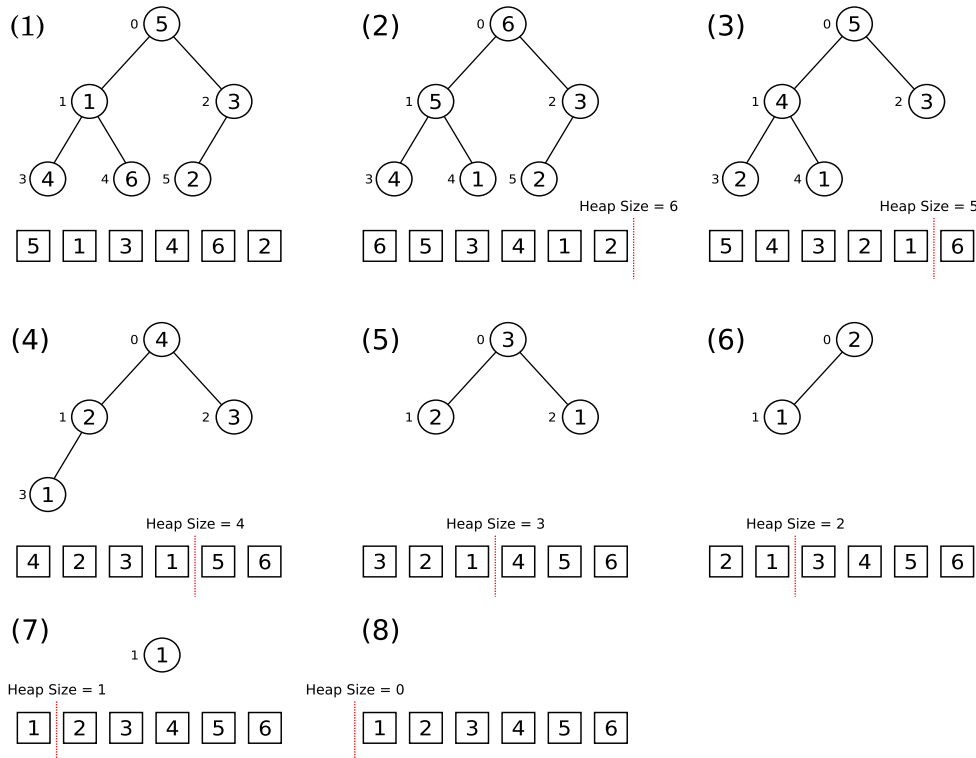 (1) 0 5 (2) 0 6 (3) 0 5
1 1 2 3 1 5 2 3 1 4 2 3
3 4 4 6 5 2 3 4 4 1 5 2 3 2 4 1
Heap Size = 6 Heap Size = 5
5 1 3 4 6 2 6 5 3 4 1 2 5 4 3 2 1 6
(4) 0 4 (5) 0 3 (6) 0 2
1 2 2 3 1 2 2 1 1 1
3 1
Heap Size = 4 Heap Size = 3 Heap Size = 2
4 2 3 1 5 6 3 2 1 4 5 6 2 1 3 4 5 6
(7) (8)
1 1
Heap Size = 1 Heap Size = 0
1 2 3 4 5 6 1 2 3 4 5 6